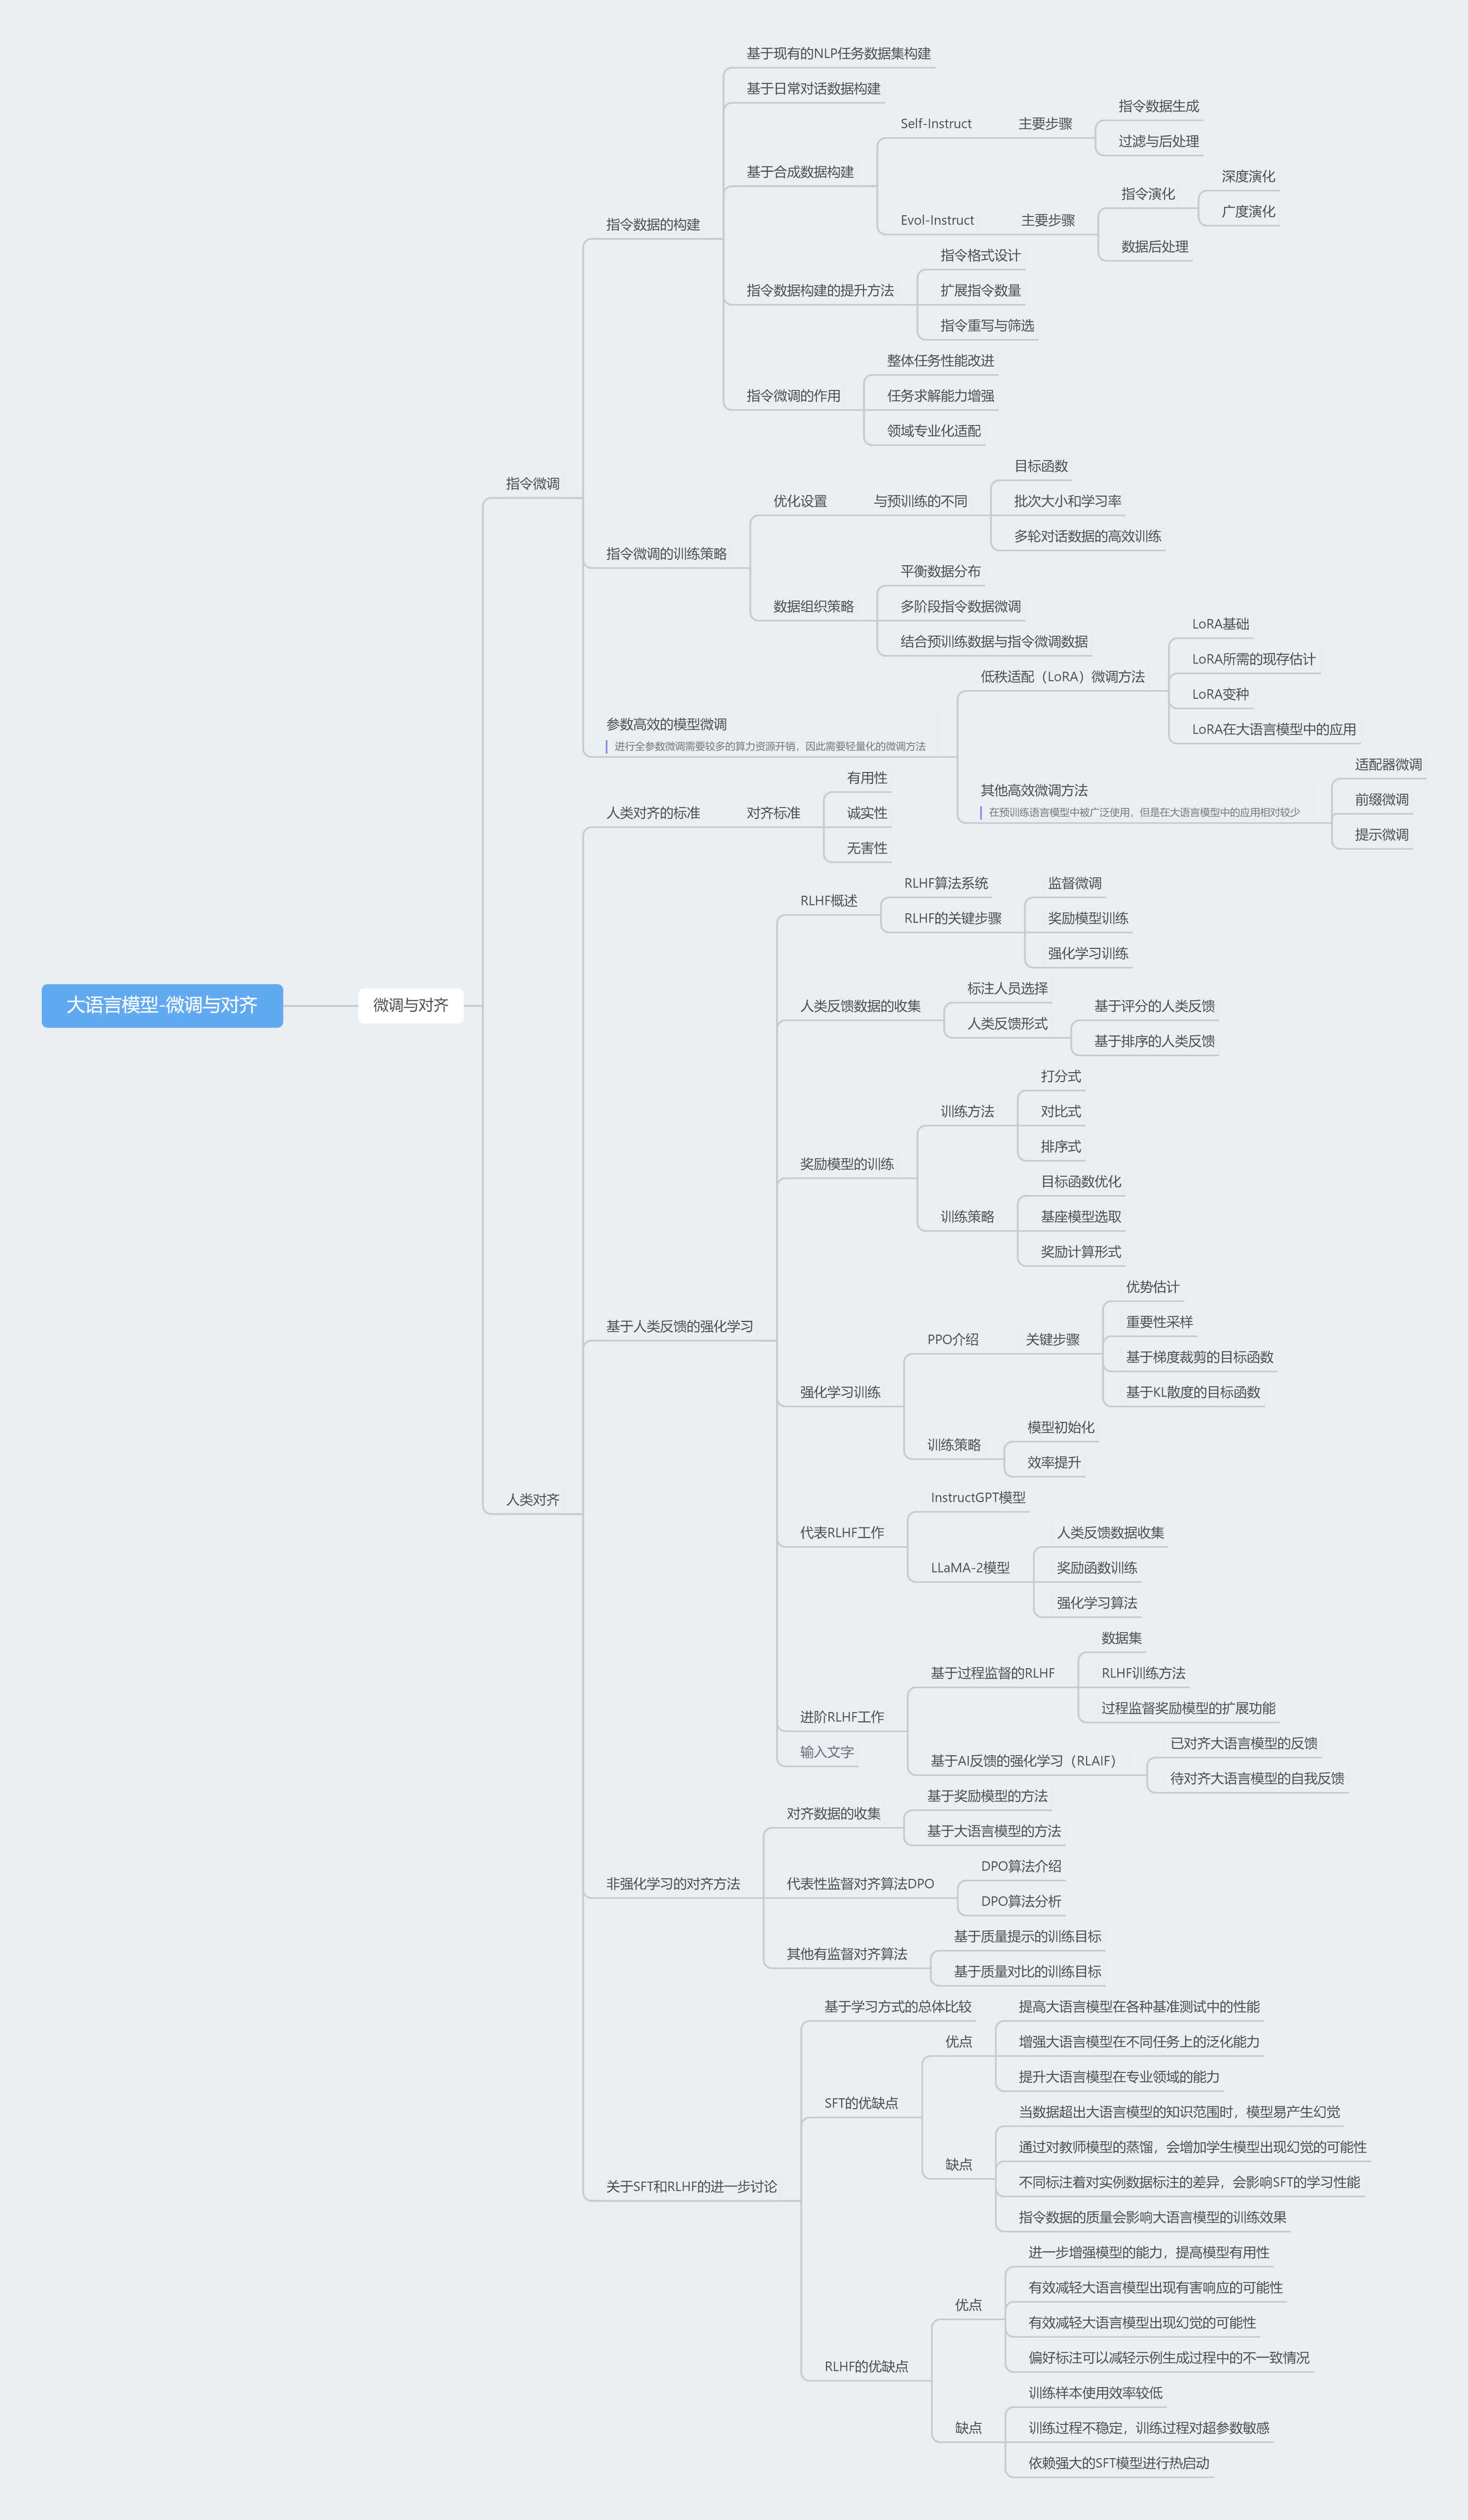 大语言模型-微调与对齐
微调与对齐
指令微调
指令数据的构建
基于现有的NLP任务数据集构建
基于日常对话数据构建
基于合成数据构建
Self-Instruct
主要步骤
指令数据生成
过滤与后处理
Evol-Instruct
主要步骤
指令演化
深度演化
广度演化
数据后处理
指令数据构建的提升方法
指令格式设计
扩展指令数量
指令重写与筛选
指令微调的作用
整体任务性能改进
任务求解能力增强
领域专业化适配
指令微调的训练策略
优化设置
与预训练的不同
目标函数
批次大小和学习率
多轮对话数据的高效训练
数据组织策略
平衡数据分布
多阶段指令数据微调
结合预训练数据与指令微调数据
参数高效的模型微调
进行全参数微调需要较多的算力资源开销，因此需要轻量化的微调方法
低秩适配（LoRA）微调方法
LoRA基础
LoRA所需的现存估计
LoRA变种
LoRA在大语言模型中的应用
其他高效微调方法
在预训练语言模型中被广泛使用，但是在大语言模型中的应用相对较少
适配器微调
前缀微调
提示微调
人类对齐
人类对齐的标准
对齐标准
有用性
诚实性
无害性
基于人类反馈的强化学习
RLHF概述
RLHF算法系统
RLHF的关键步骤
监督微调
奖励模型训练
强化学习训练
人类反馈数据的收集
标注人员选择
人类反馈形式
基于评分的人类反馈
基于排序的人类反馈
奖励模型的训练
训练方法
打分式
对比式
排序式
训练策略
目标函数优化
基座模型选取
奖励计算形式
强化学习训练
PPO介绍
关键步骤
优势估计
重要性采样
基于梯度裁剪的目标函数
基于KL散度的目标函数
训练策略
模型初始化
效率提升
代表RLHF工作
InstructGPT模型
LLaMA-2模型
人类反馈数据收集
奖励函数训练
强化学习算法
进阶RLHF工作
基于过程监督的RLHF
数据集
RLHF训练方法
过程监督奖励模型的扩展功能
基于AI反馈的强化学习（RLAIF）
已对齐大语言模型的反馈
待对齐大语言模型的自我反馈
输入文字
非强化学习的对齐方法
对齐数据的收集
基于奖励模型的方法
基于大语言模型的方法
代表性监督对齐算法DPO
DPO算法介绍
DPO算法分析
其他有监督对齐算法
基于质量提示的训练目标
基于质量对比的训练目标
关于SFT和RLHF的进一步讨论
基于学习方式的总体比较
SFT的优缺点
优点
提高大语言模型在各种基准测试中的性能
增强大语言模型在不同任务上的泛化能力
提升大语言模型在专业领域的能力
缺点
当数据超出大语言模型的知识范围时，模型易产生幻觉
通过对教师模型的蒸馏，会增加学生模型出现幻觉的可能性
不同标注着对实例数据标注的差异，会影响SFT的学习性能
指令数据的质量会影响大语言模型的训练效果
RLHF的优缺点
优点
进一步增强模型的能力，提高模型有用性
有效减轻大语言模型出现有害响应的可能性
有效减轻大语言模型出现幻觉的可能性
偏好标注可以减轻示例生成过程中的不一致情况
缺点
训练样本使用效率较低
训练过程不稳定，训练过程对超参数敏感
依赖强大的SFT模型进行热启动